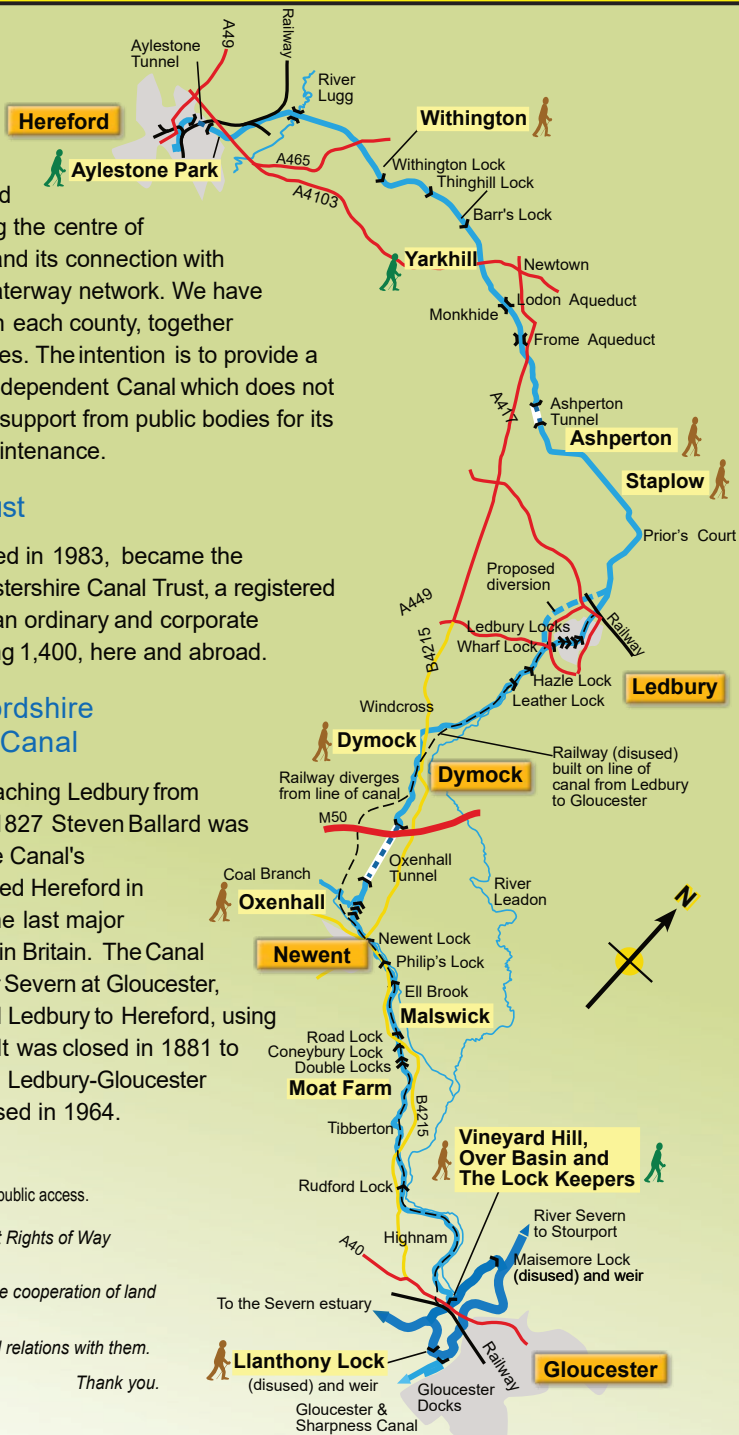 Aylestone
Tunnel
A49
Railway
River
Lugg
Hereford
Withington
Aylestone Park
A465
A4103
Withington Lock
Thinghill Lock
Barr's Lock
d
g the centre of
and its connection with
aterway network. We have
n each county, together
es. The intention is to provide a
dependent Canal which does not
support from public bodies for its
intenance.
Yarkhill
Newtown
Lodon Aqueduct
Monkhide
Frome Aqueduct
A417
Ashperton
Tunnel
Ashperton
Staplow
Prior's Court
ust
ed in 1983, became the
stershire Canal Trust, a registered
an ordinary and corporate
ng 1,400, here and abroad.
Proposed
diversion
A449
B4215
Ledbury Locks
Wharf Lock
Railway
Hazle Lock
Leather Lock
Ledbury
ordshire
Canal
Windcross
Dymock
Dymock
Railway (disused)
built on line of
canal from Ledbury
to Gloucester
Railway diverges
from line of canal
M50
aching Ledbury from
1827 Steven Ballard was
e Canal's
ed Hereford in
he last major
in Britain. The Canal
r Severn at Gloucester,
d Ledbury to Hereford, using
It was closed in 1881 to
Ledbury-Gloucester
sed in 1964.
Oxenhall
Tunnel
Coal Branch
Oxenhall
River
Leadon
N
Newent
Newent Lock
Philip's Lock
Ell Brook
Malswick
Road Lock
Coneybury Lock
Double Locks
Moat Farm
B4215
Tibberton
Vineyard Hill,
Over Basin and
The Lock Keepers
Rudford Lock
public access.
t Rights of Way
e cooperation of land
d relations with them.
Thank you.
Highnam
A40
River Severn
to Stourport
Maisemore Lock
(disused) and weir
To the Severn estuary
Llanthony Lock
(disused) and weir
Railway
Gloucester
Gloucester
Docks
Gloucester &
Sharpness Canal